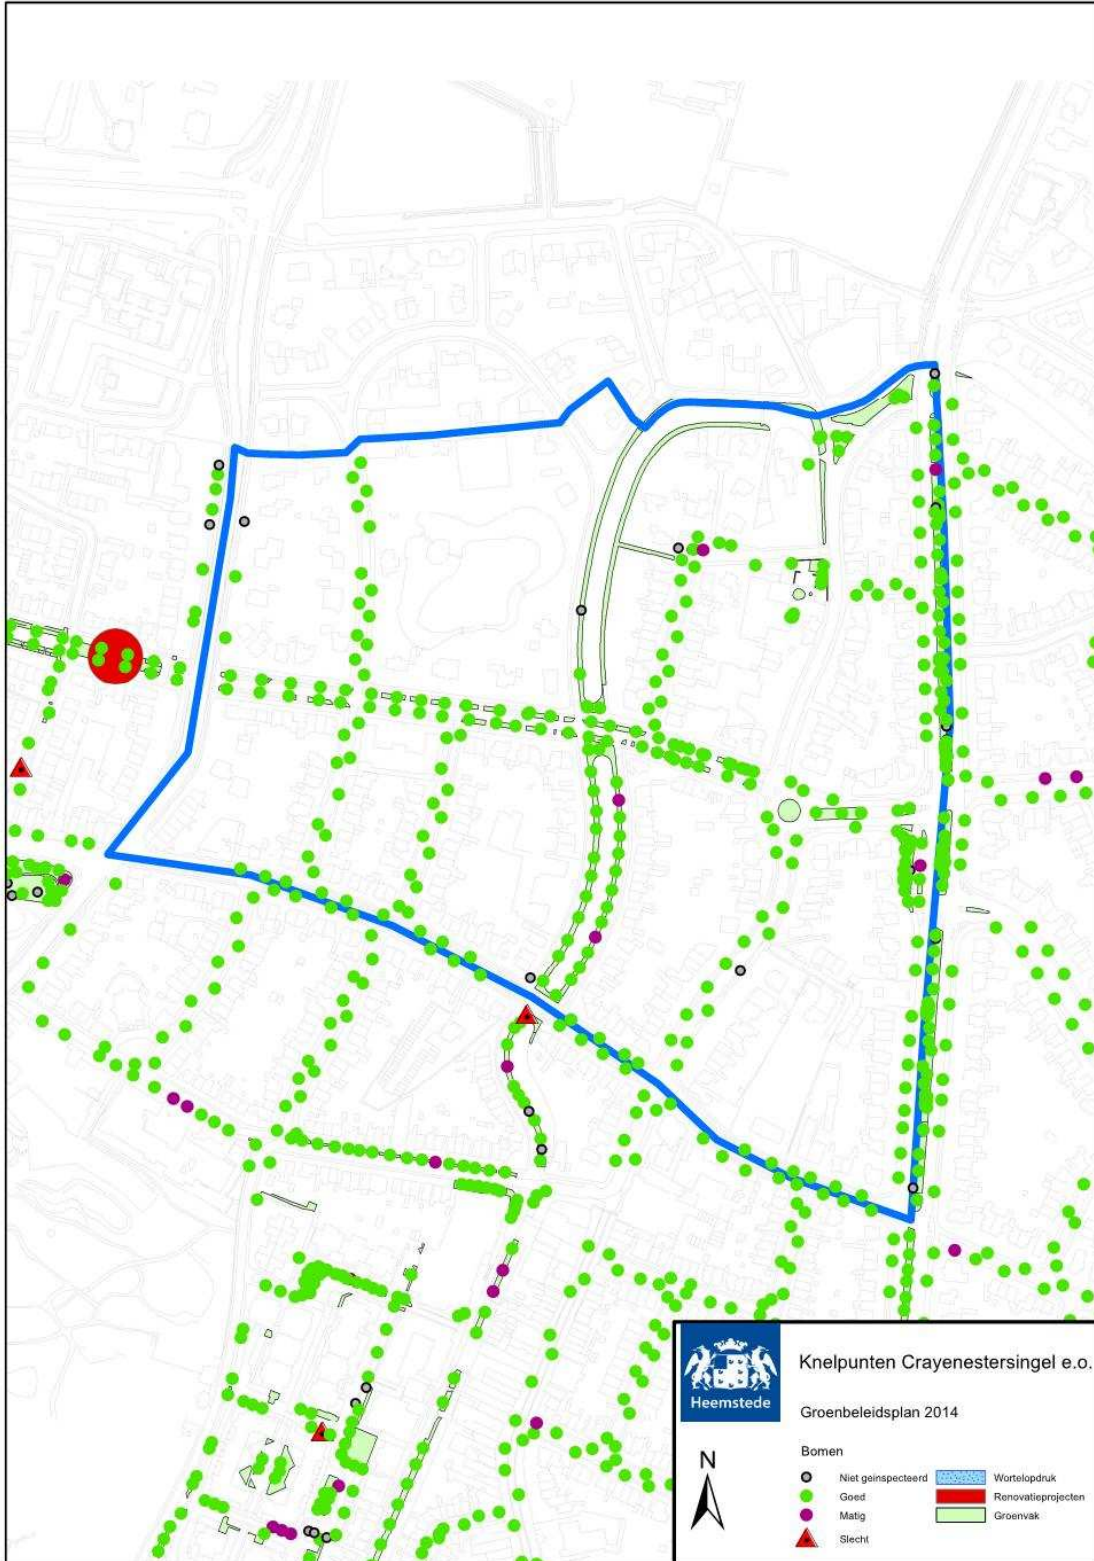 Knelpunten Crayenestersingel e.o.
Heemstede
Groenbeleidsplan 2014
N
Bomen
Niet geinspecteerd
Goed
Matig
Slecht
Wortelopdruk
Renovatieprojecten
Groenvak